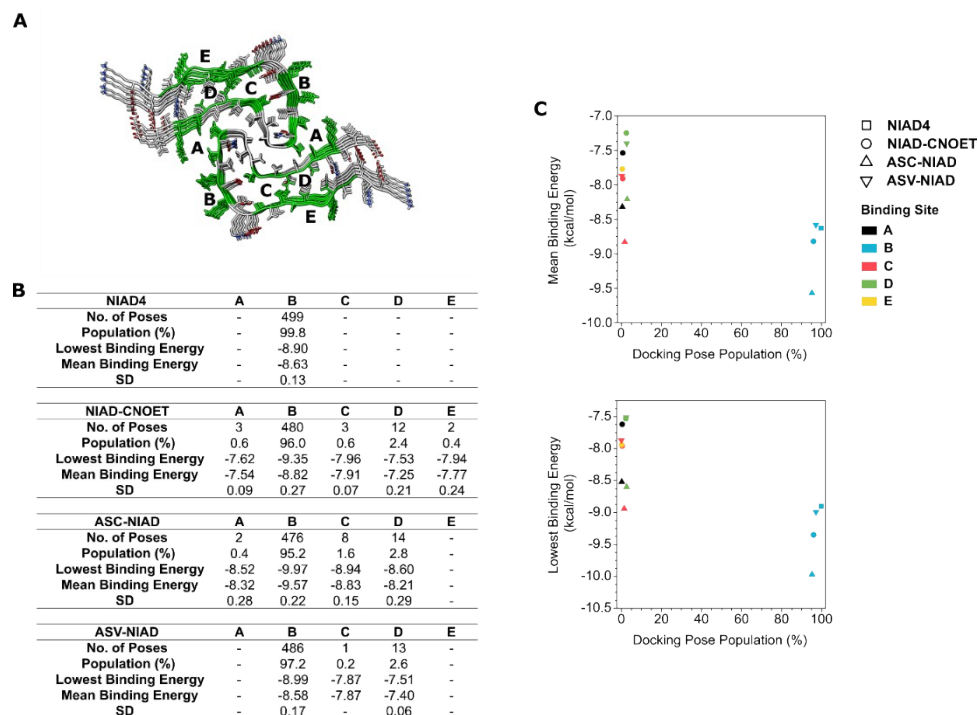 A
E
D
C
B
A
A
B
C
D
E
B
NIAD4 A B C D E
No. of Poses - 499 - - -
Population (%) - 99.8 - - -
Lowest Binding Energy - -8.90 - - -
Mean Binding Energy - -8.63 - - -
SD - 0.13 - - -
NIAD-CNOET A B C D E
No. of Poses 3 480 3 12 2
Population (%) 0.6 96.0 0.6 2.4 0.4
Lowest Binding Energy -7.62 -9.35 -7.96 -7.53 -7.94
Mean Binding Energy -7.54 -8.82 -7.91 -7.25 -7.77
SD 0.09 0.27 0.07 0.21 0.24
ASC-NIAD A B C D E
No. of Poses 2 476 8 14 -
Population (%) 0.4 95.2 1.6 2.8 -
Lowest Binding Energy -8.52 -9.97 -8.94 -8.60 -
Mean Binding Energy -8.32 -9.57 -8.83 -8.21 -
SD 0.28 0.22 0.15 0.29 -
ASV-NIAD A B C D E
No. of Poses - 486 1 13 -
Population (%) - 97.2 0.2 2.6 -
Lowest Binding Energy - -8.99 -7.87 -7.51 -
Mean Binding Energy - -8.58 -7.87 -7.40 -
SD - 0.17 - 0.06 -
C
Mean Binding Energy
(kcal/mol)
-7.0
-7.5
-8.0
-8.5
-9.0
-9.5
-10.0
0 20 40 60 80 100
Docking Pose Population (%)
NIAD4
NIAD-CNOET
ASC-NIAD
ASV-NIAD
Binding Site
A
B
C
D
E
Lowest Binding Energy
(kcal/mol)
-7.5
-8.0
-8.5
-9.0
-9.5
-10.0
-10.5
0 20 40 60 80 100
Docking Pose Population (%)